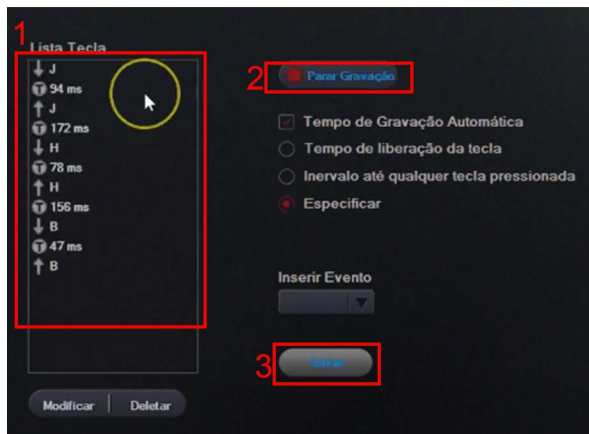 1
Lista Tecla
J
94 ms
J
172 ms
H
78 ms
H
156 ms
B
47 ms
B
Modificar
Deletar
2
Parar Gravação
Tempo de Gravação Automática
Tempo de liberação da tecla
Inervalo até qualquer tecla pressionada
Especificar
Inserir Evento
3